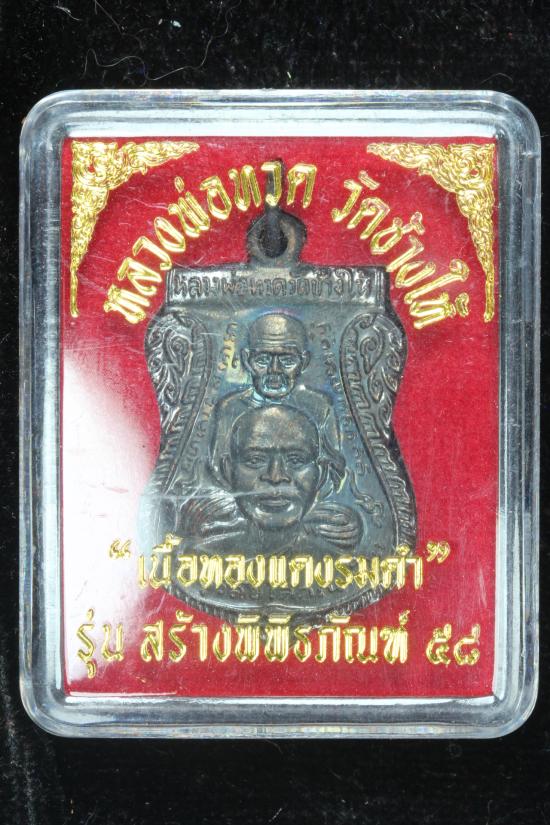 หลวงพ่อทวด วัดช้างให้
หลวงพ่อทวดวัดช้างให้
“เนื้อทองแดงรมดำ”
รุ่น สร้างพิพิธภัณฑ์ ๕๘